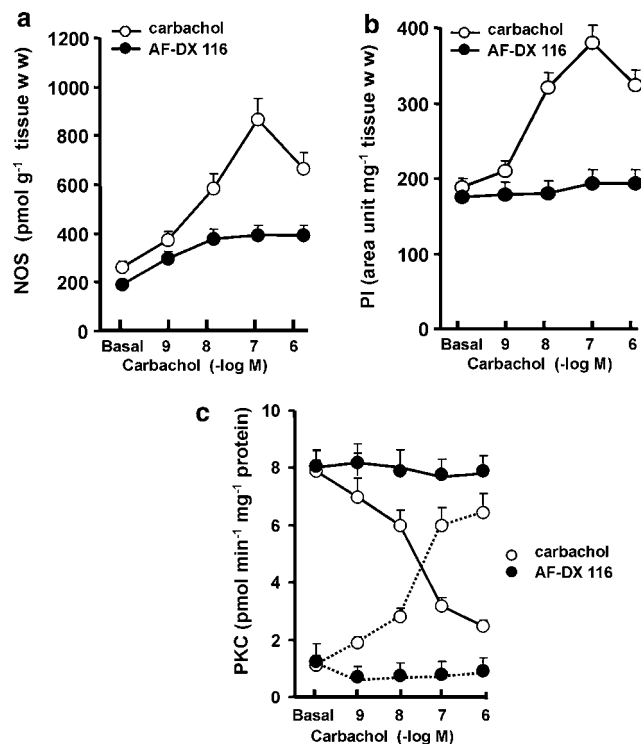 a
carbachol
AF-DX 116
NOS (pmol g⁻¹ tissue w w)
1200
1000
800
600
400
200
0
Basal 9 8 7 6
Carbachol (-log M)
b
carbachol
AF-DX 116
PI (area unit mg⁻¹ tissue w w)
400
300
200
100
0
Basal 9 8 7 6
Carbachol (-log M)
c
PKC (pmol min⁻¹ mg⁻¹ protein)
10
8
6
4
2
0
Basal 9 8 7 6
Carbachol (-log M)
carbachol
AF-DX 116